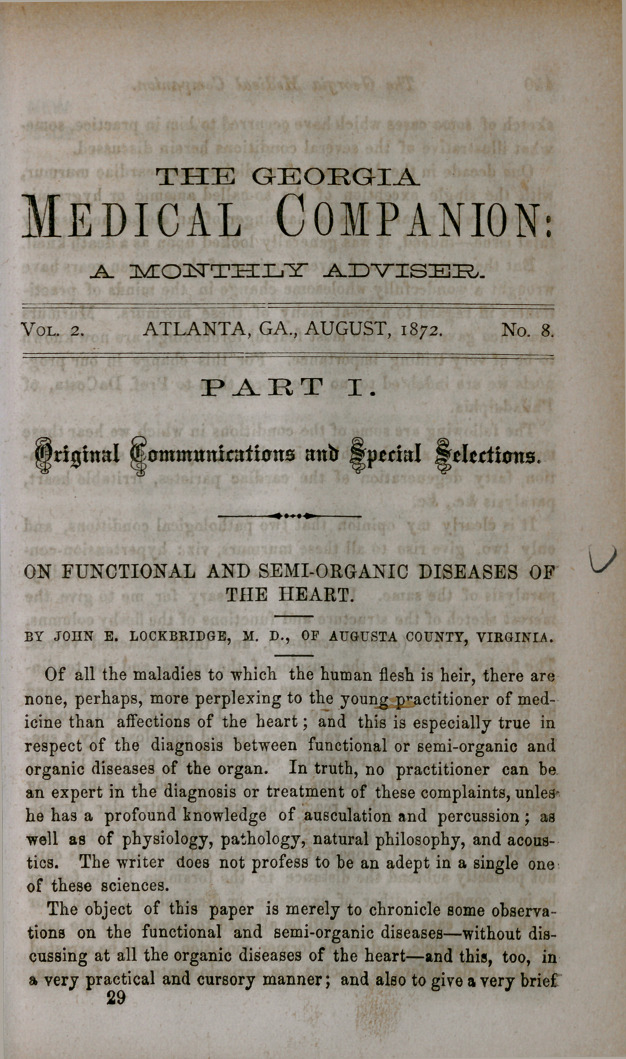 THE GEORGIA
MEDICAL COMPANION:
A MONTHLY ADVISER.
VOL. 2. ATLANTA, GA., AUGUST, 1872. No. 8.
PART I.
Original Communications and Special Selections.
ON FUNCTIONAL AND SEMI-ORGANIC DISEASES OF
THE HEART.
BY JOHN E. LOCKBRIDGE, M. D., OF AUGUSTA COUNTY, VIRGINIA.
Of all the maladies to which the human flesh is heir, there are
none, perhaps, more perplexing to the young practitioner of med-
icine than affections of the heart; and this is especially true in
respect of the diagnosis between functional or semi-organic and
organic diseases of the organ. In truth, no practitioner can be
an expert in the diagnosis or treatment of these complaints, unles
he has a profound knowledge of ausculation and percussion; as
well as of physiology, pathology, natural philosophy, and acous-
tics. The writer does not profess to be an adept in a single one
of these sciences.
The object of this paper is merely to chronicle some observa-
tions on the functional and semi-organic diseases—without dis-
cussing at all the organic diseases of the heart—and this, too, in
a very practical and cursory manner; and also to give a very brief
29